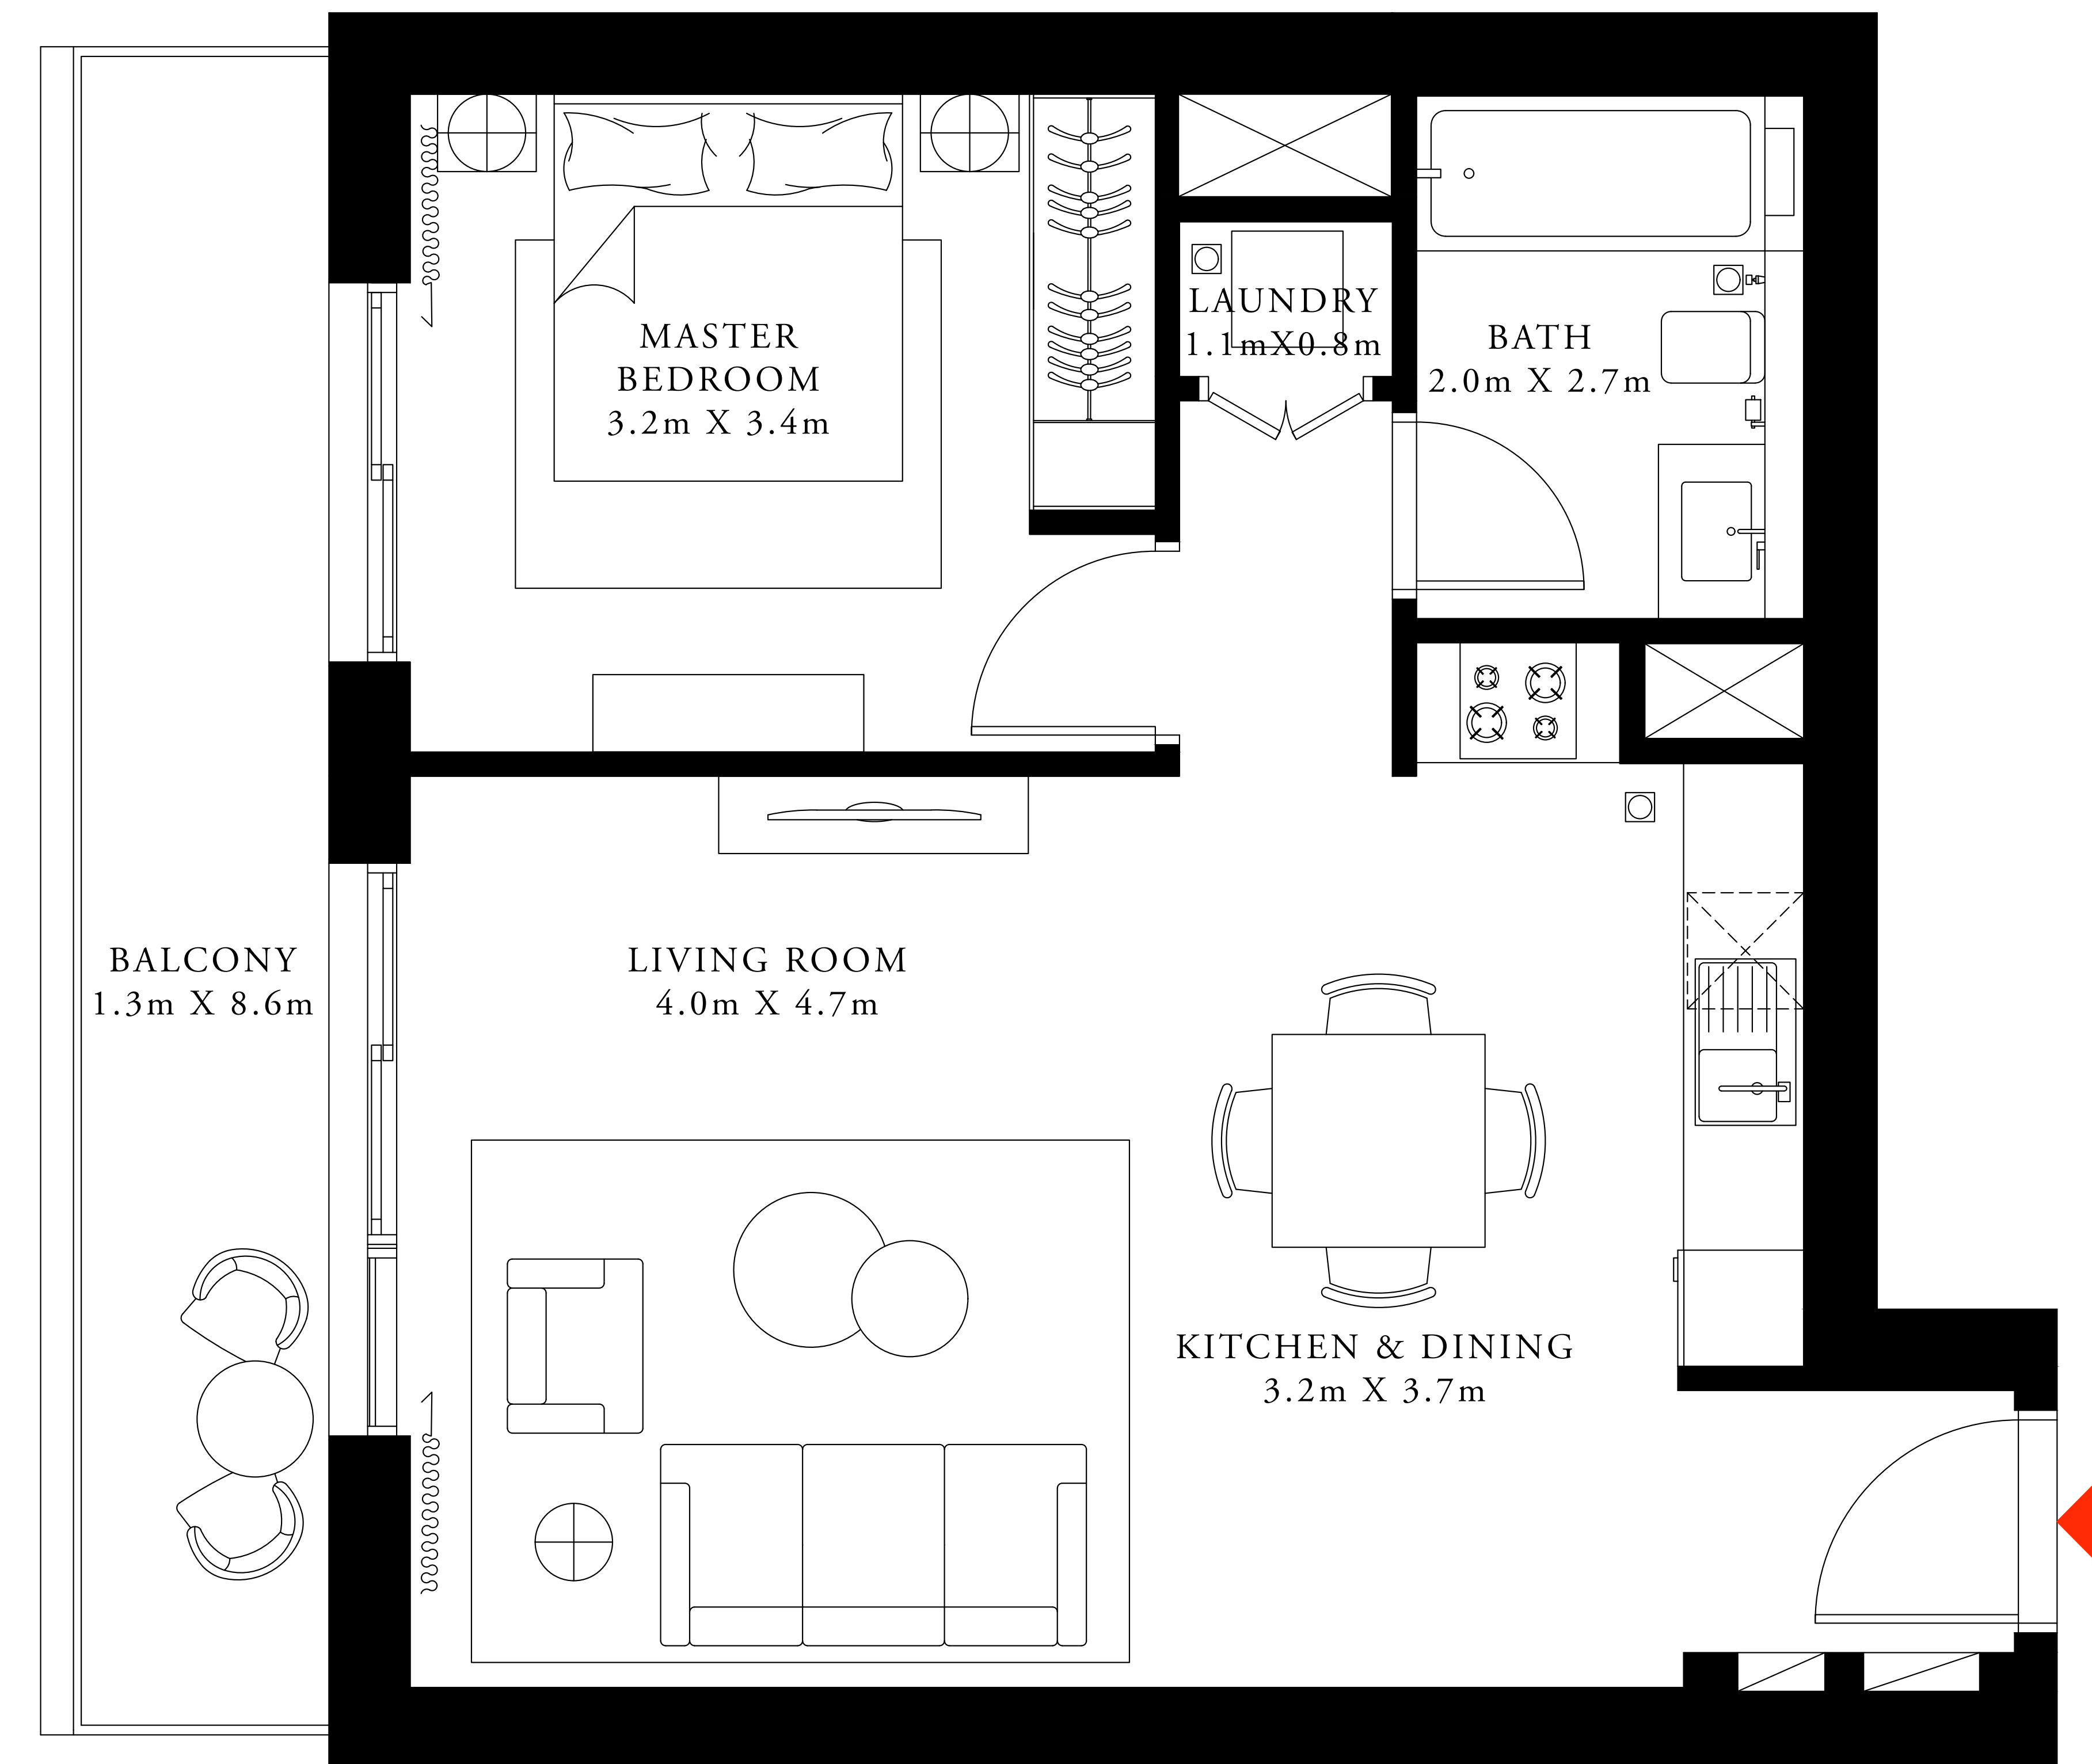 MASTER
BEDROOM
3.2m X 3.4m
LAUNDRY
1.1mX0.8m
BATH
2.0m X 2.7m
BALCONY
1.3m X 8.6m
LIVING ROOM
4.0m X 4.7m
KITCHEN & DINING
3.2m X 3.7m